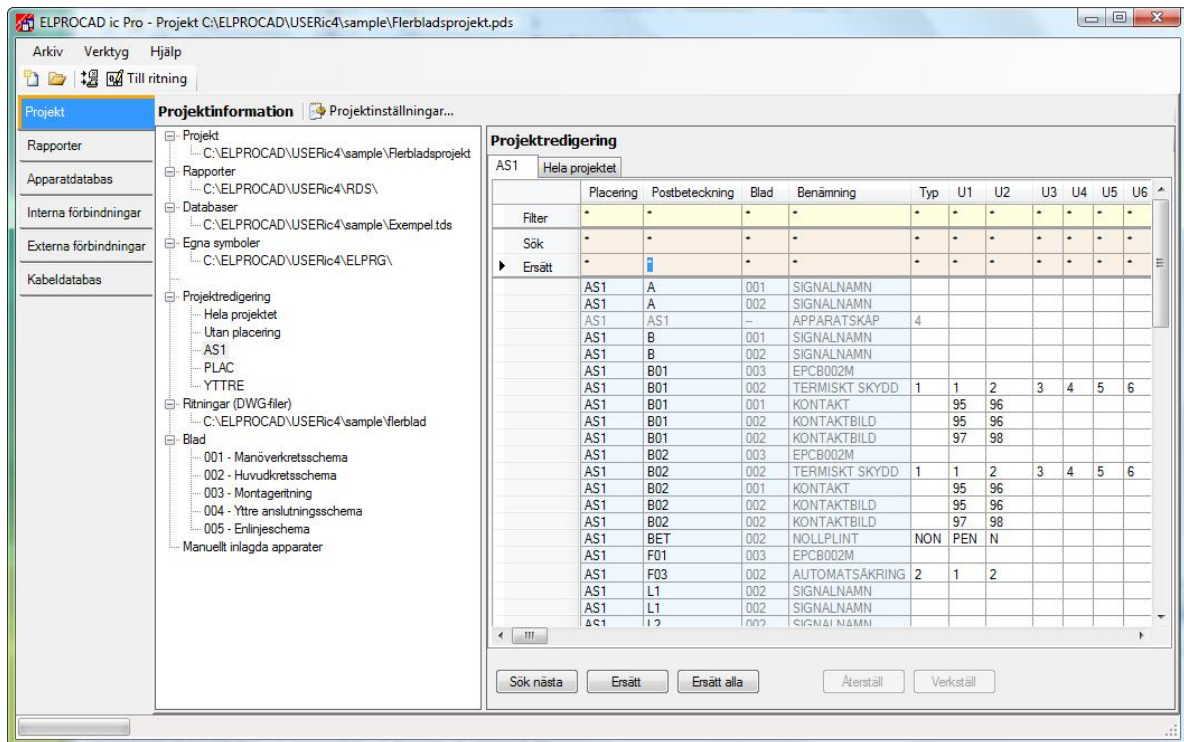 ELPROCAD ic Pro - Projekt C:\ELPROCAD\USERic4\sample\Flerbladsprojekt.pds
Arkiv Verktyg Hjälp
Till ritning
Projekt
Rapporter
Apparatdatabas
Interna förbindningar
Externa förbindningar
Kabeldatabas
Projektinformation Projektinställningar...
Projekt
C:\ELPROCAD\USERic4\sample\Flerbladsprojekt
Rapporter
C:\ELPROCAD\USERic4\RDS\
Databaser
C:\ELPROCAD\USERic4\sample\Exempel.tds
Egna symboler
C:\ELPROCAD\USERic4\ELPRG\
Projektredigering
Hela projektet
Utan placering
AS1
PLAC
YTTRE
Ritningar (DWG-filer)
C:\ELPROCAD\USERic4\sample\flerblad
Blad
001 - Manöverkretsschema
002 - Huvudkretsschema
003 - Montageritning
004 - Yttre anslutningsschema
005 - Enlinjeschema
Manuellt inlagda apparater
Projektredigering
AS1 Hela projektet
Placering Postbeteckning Blad Benämning Typ U1 U2 U3 U4 U5 U6
Filter * * * * * * * * * * *
Sök * * * * * * * * * * *
Ersätt * * * * * * * * * * *
AS1 A 001 SIGNALNAMN
AS1 A 002 SIGNALNAMN
AS1 AS1 -- APPARATSKÅP 4
AS1 B 001 SIGNALNAMN
AS1 B 002 SIGNALNAMN
AS1 B01 003 EPCB002M
AS1 B01 002 TERMISKT SKYDD 1 1 2 3 4 5 6
AS1 B01 001 KONTAKT 95 96
AS1 B01 002 KONTAKTBILD 95 96
AS1 B01 002 KONTAKTBILD 97 98
AS1 B02 003 EPCB002M
AS1 B02 002 TERMISKT SKYDD 1 1 2 3 4 5 6
AS1 B02 001 KONTAKT 95 96
AS1 B02 002 KONTAKTBILD 95 96
AS1 B02 002 KONTAKTBILD 97 98
AS1 BET 002 NOLLPLINT NON PEN N
AS1 F01 003 EPCB002M
AS1 F03 002 AUTOMATSÄKRING 2 1 2
AS1 L1 002 SIGNALNAMN
AS1 L1 002 SIGNALNAMN
AS1 L2 002 SIGNALNAMN
Sök nästa Ersätt Ersätt alla Återställ Verkställ